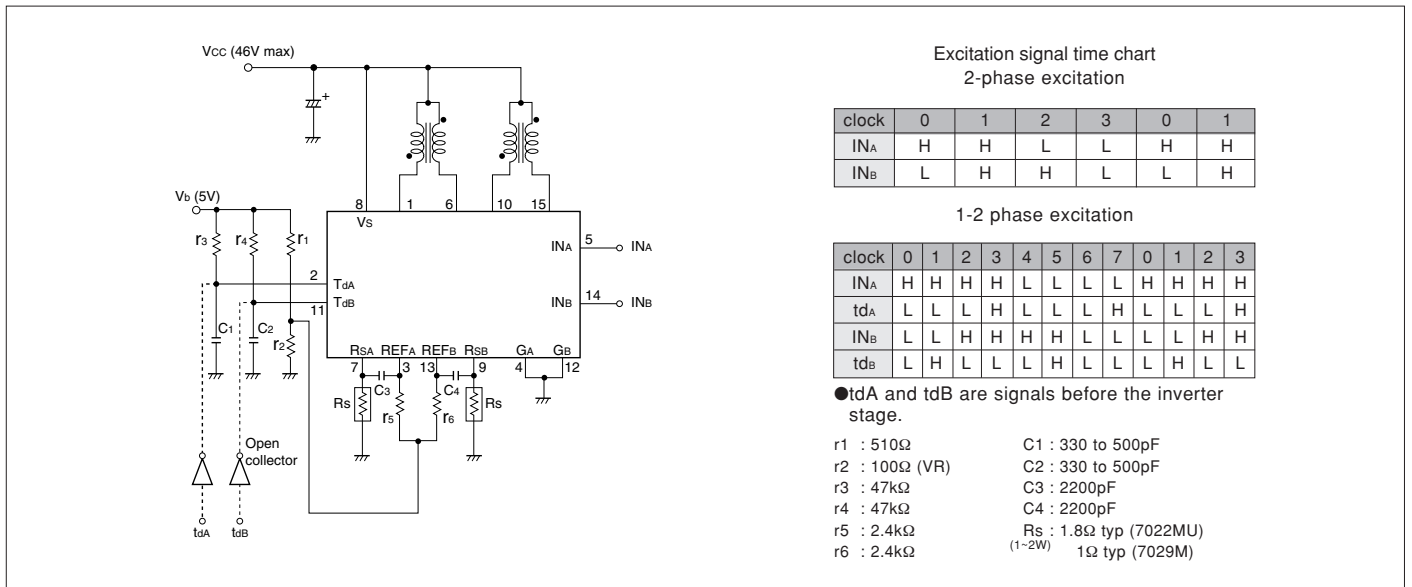 Vcc (46V max)
+
Vb (5V)
r3
r4
r1
8
1
6
10
15
Vs
INA
5
INA
2
TdA
TdB
11
INB
14
INB
C1
C2
r2
RSA REFA REFB RSB
GA
GB
7
3
13
9
4
12
C3
C4
Rs
r5
r6
Rs
Open
collector
tdA
tdB
Excitation signal time chart
2-phase excitation
clock 0 1 2 3 0 1
INA H H L L H H
INB L H H L L H
1-2 phase excitation
clock 0 1 2 3 4 5 6 7 0 1 2 3
INA H H H H L L L L H H H H
tdA L L L H L L L H L L L H
INB L L H H H H L L L L H H
tdB L H L L L H L L L H L L
●tdA and tdB are signals before the inverter
stage.
r1 : 510Ω
r2 : 100Ω (VR)
r3 : 47kΩ
r4 : 47kΩ
r5 : 2.4kΩ
r6 : 2.4kΩ
C1 : 330 to 500pF
C2 : 330 to 500pF
C3 : 2200pF
C4 : 2200pF
Rs : 1.8Ω typ (7022MU)
(1~2W) 1Ω typ (7029M)